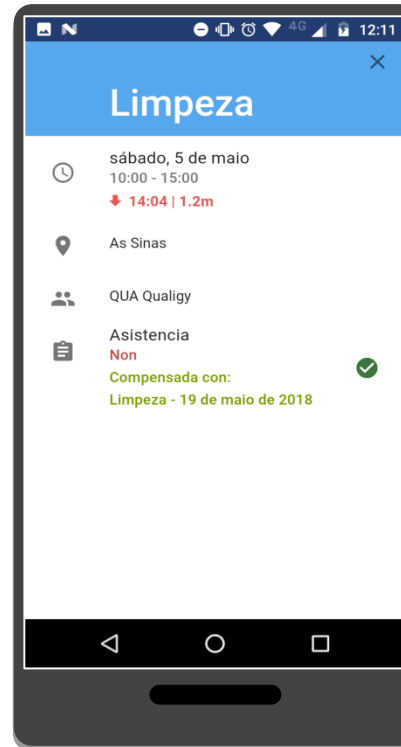 4G 12:11
Limpeza
sábado, 5 de maio
10:00 - 15:00
14:04 | 1.2m
As Sinas
QUA Qualigy
Asistencia
Non
Compensada con:
Limpeza - 19 de maio de 2018